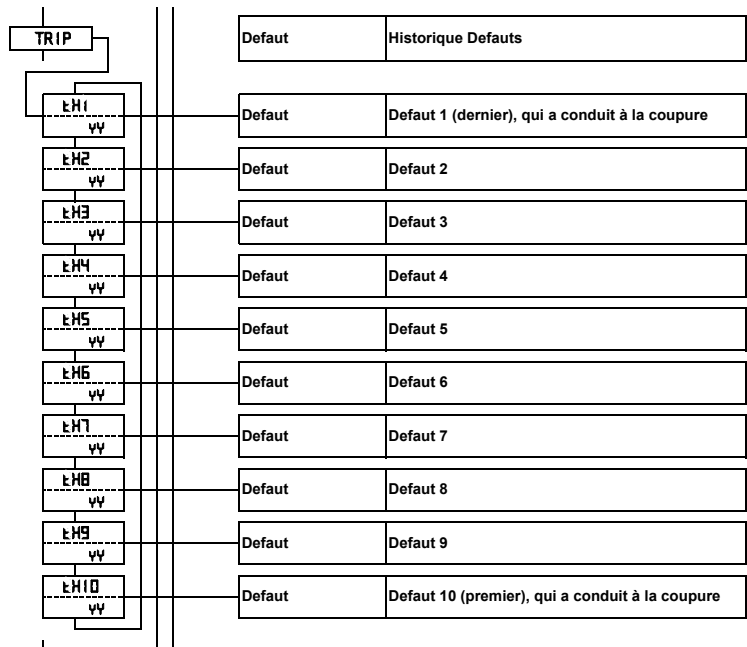 TRIP Defaut Historique Defauts
tH1
YY Defaut Defaut 1 (dernier), qui a conduit à la coupure
tH2
YY Defaut Defaut 2
tH3
YY Defaut Defaut 3
tH4
YY Defaut Defaut 4
tH5
YY Defaut Defaut 5
tH6
YY Defaut Defaut 6
tH7
YY Defaut Defaut 7
tH8
YY Defaut Defaut 8
tH9
YY Defaut Defaut 9
tH10
YY Defaut Defaut 10 (premier), qui a conduit à la coupure